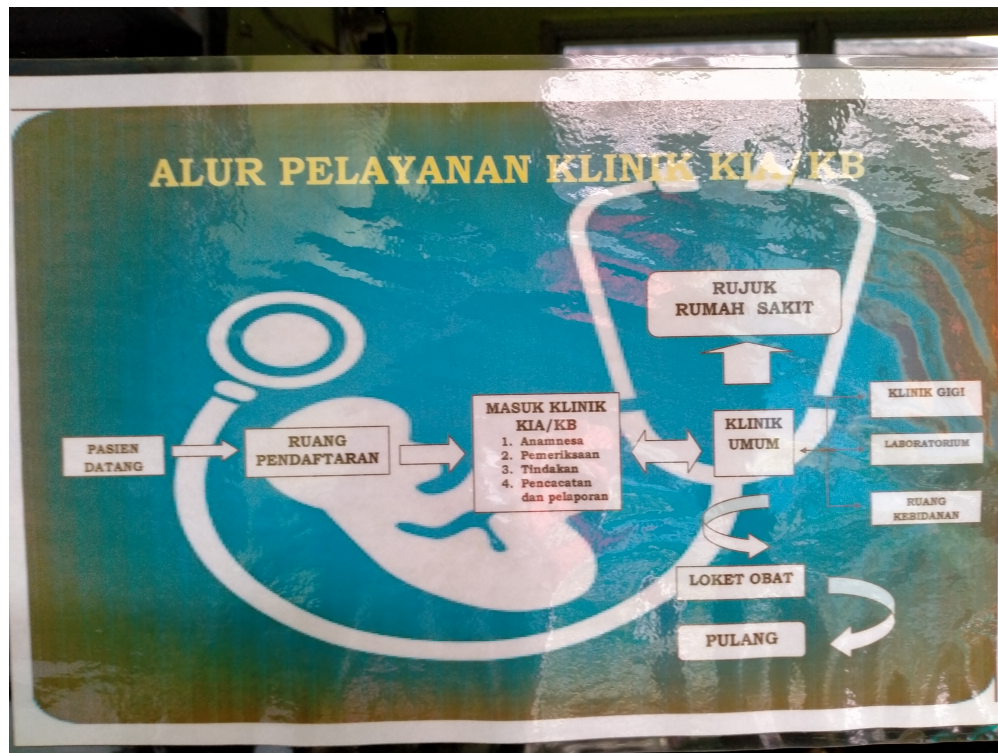 ALUR PELAYANAN KLINIK KIA/KB
PASIEN
DATANG
RUANG
PENDAFTARAN
MASUK KLINIK
KIA/KB
1. Anamnesa
2. Pemeriksaan
3. Tindakan
4. Pencacatan
dan pelaporan
RUJUK
RUMAH SAKIT
KLINIK
UMUM
KLINIK GIGI
LABORATORIUM
RUANG
KEBIDANAN
LOKET OBAT
PULANG